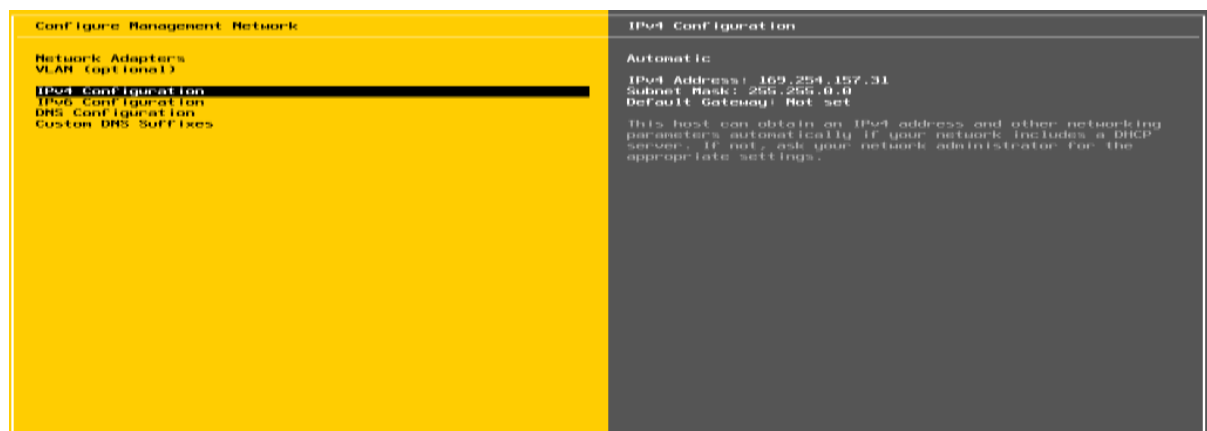 Configure Management Network
Network Adapters
VLAN (optional)
IPv4 Configuration
IPv6 Configuration
DNS Configuration
Custom DNS Suffixes
IPv4 Configuration
Automatic
IPv4 Address: 169.254.157.31
Subnet Mask: 255.255.0.0
Default Gateway: Not set
This host can obtain an IPv4 address and other networking
parameters automatically if your network includes a DHCP
server. If not, ask your network administrator for the
appropriate settings.